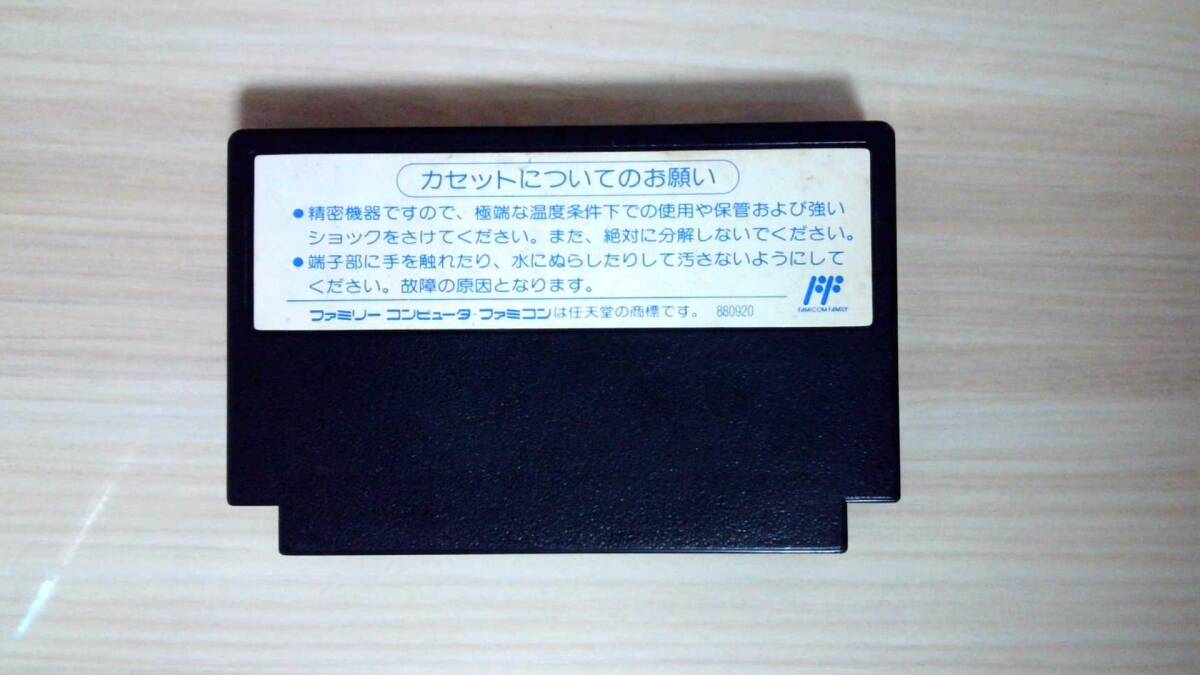 カセットについてのお願い
●精密機器ですので、極端な温度条件下での使用や保管および強い
ショックをさけてください。また、絶対に分解しないでください。
●端子部に手を触れたり、水にぬらしたりして汚さないようにして
ください。故障の原因となります。
FAMICOM FAMILY
ファミリー コンピュータ・ファミコンは任天堂の商標です。 880920